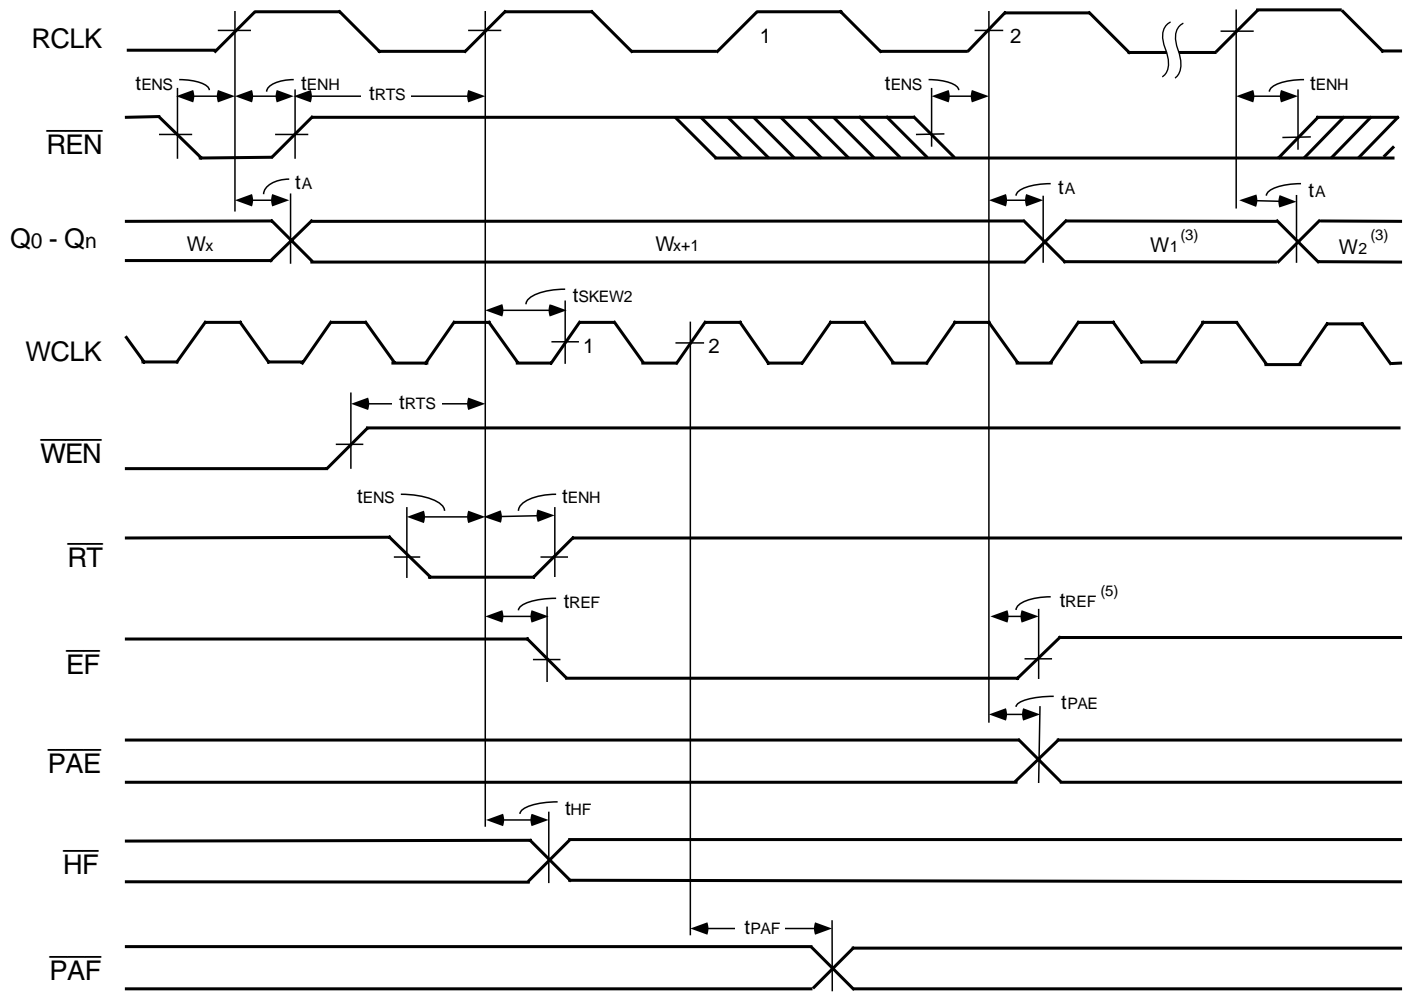 RCLK 1 2
tENS tENH tRTS tENS tENH
REN
tA tA tA
Q0 - Qn Wx Wx+1 W1(3) W2(3)
tSKEW2
WCLK 1 2
tRTS
WEN
tENS tENH
RT
tREF tREF (5)
EF
tPAE
PAE
tHF
HF
tPAF
PAF